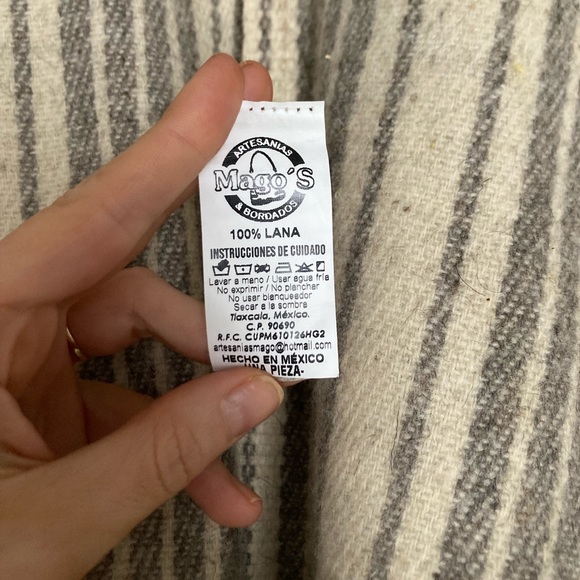 ARTESANIAS
Mago'S
& BORDADOS
100% LANA
INSTRUCCIONES DE CUIDADO
Lavar a mano / Usar agua fría
No exprimir / No planchar
No usar blanqueador
Secar a la sombra
Tlaxcala, México.
C.P. 90690
R.F.C. CUPM610126HG2
artesaniasmago@hotmail.com
HECHO EN MÉXICO
UNA PIEZA-